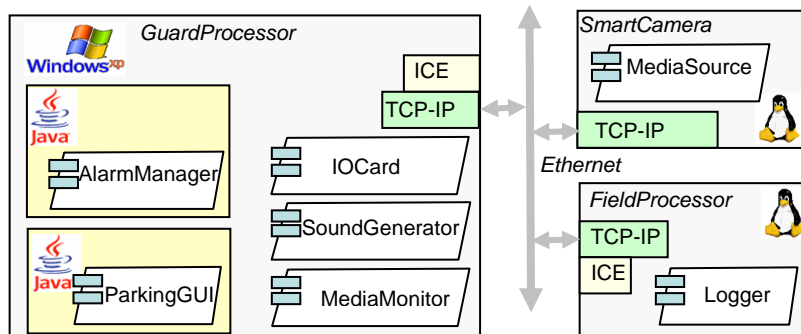 GuardProcessor
Windows xp
ICE
TCP-IP
Java
AlarmManager
IOCard
SoundGenerator
Java
ParkingGUI
MediaMonitor
Ethernet
SmartCamera
MediaSource
TCP-IP
FieldProcessor
TCP-IP
ICE
Logger